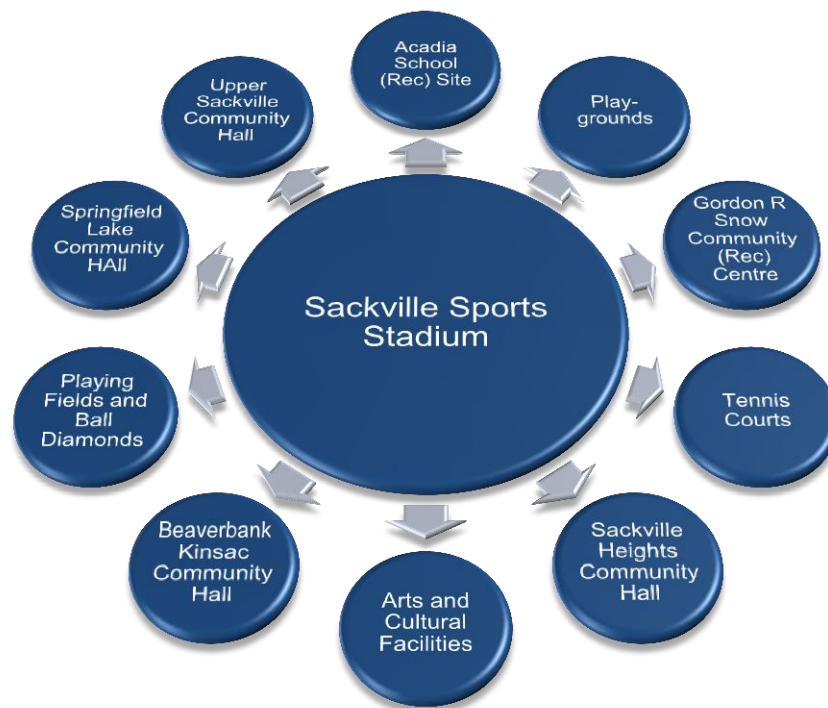 Acadia
School
(Rec) Site
Play-
grounds
Gordon R
Snow
Community
(Rec)
Centre
Tennis
Courts
Sackville
Heights
Community
Hall
Arts and
Cultural
Facilities
Beaverbank
Kinsac
Community
Hall
Playing
Fields and
Ball
Diamonds
Springfield
Lake
Community
HAll
Upper
Sackville
Community
Hall
Sackville Sports
Stadium